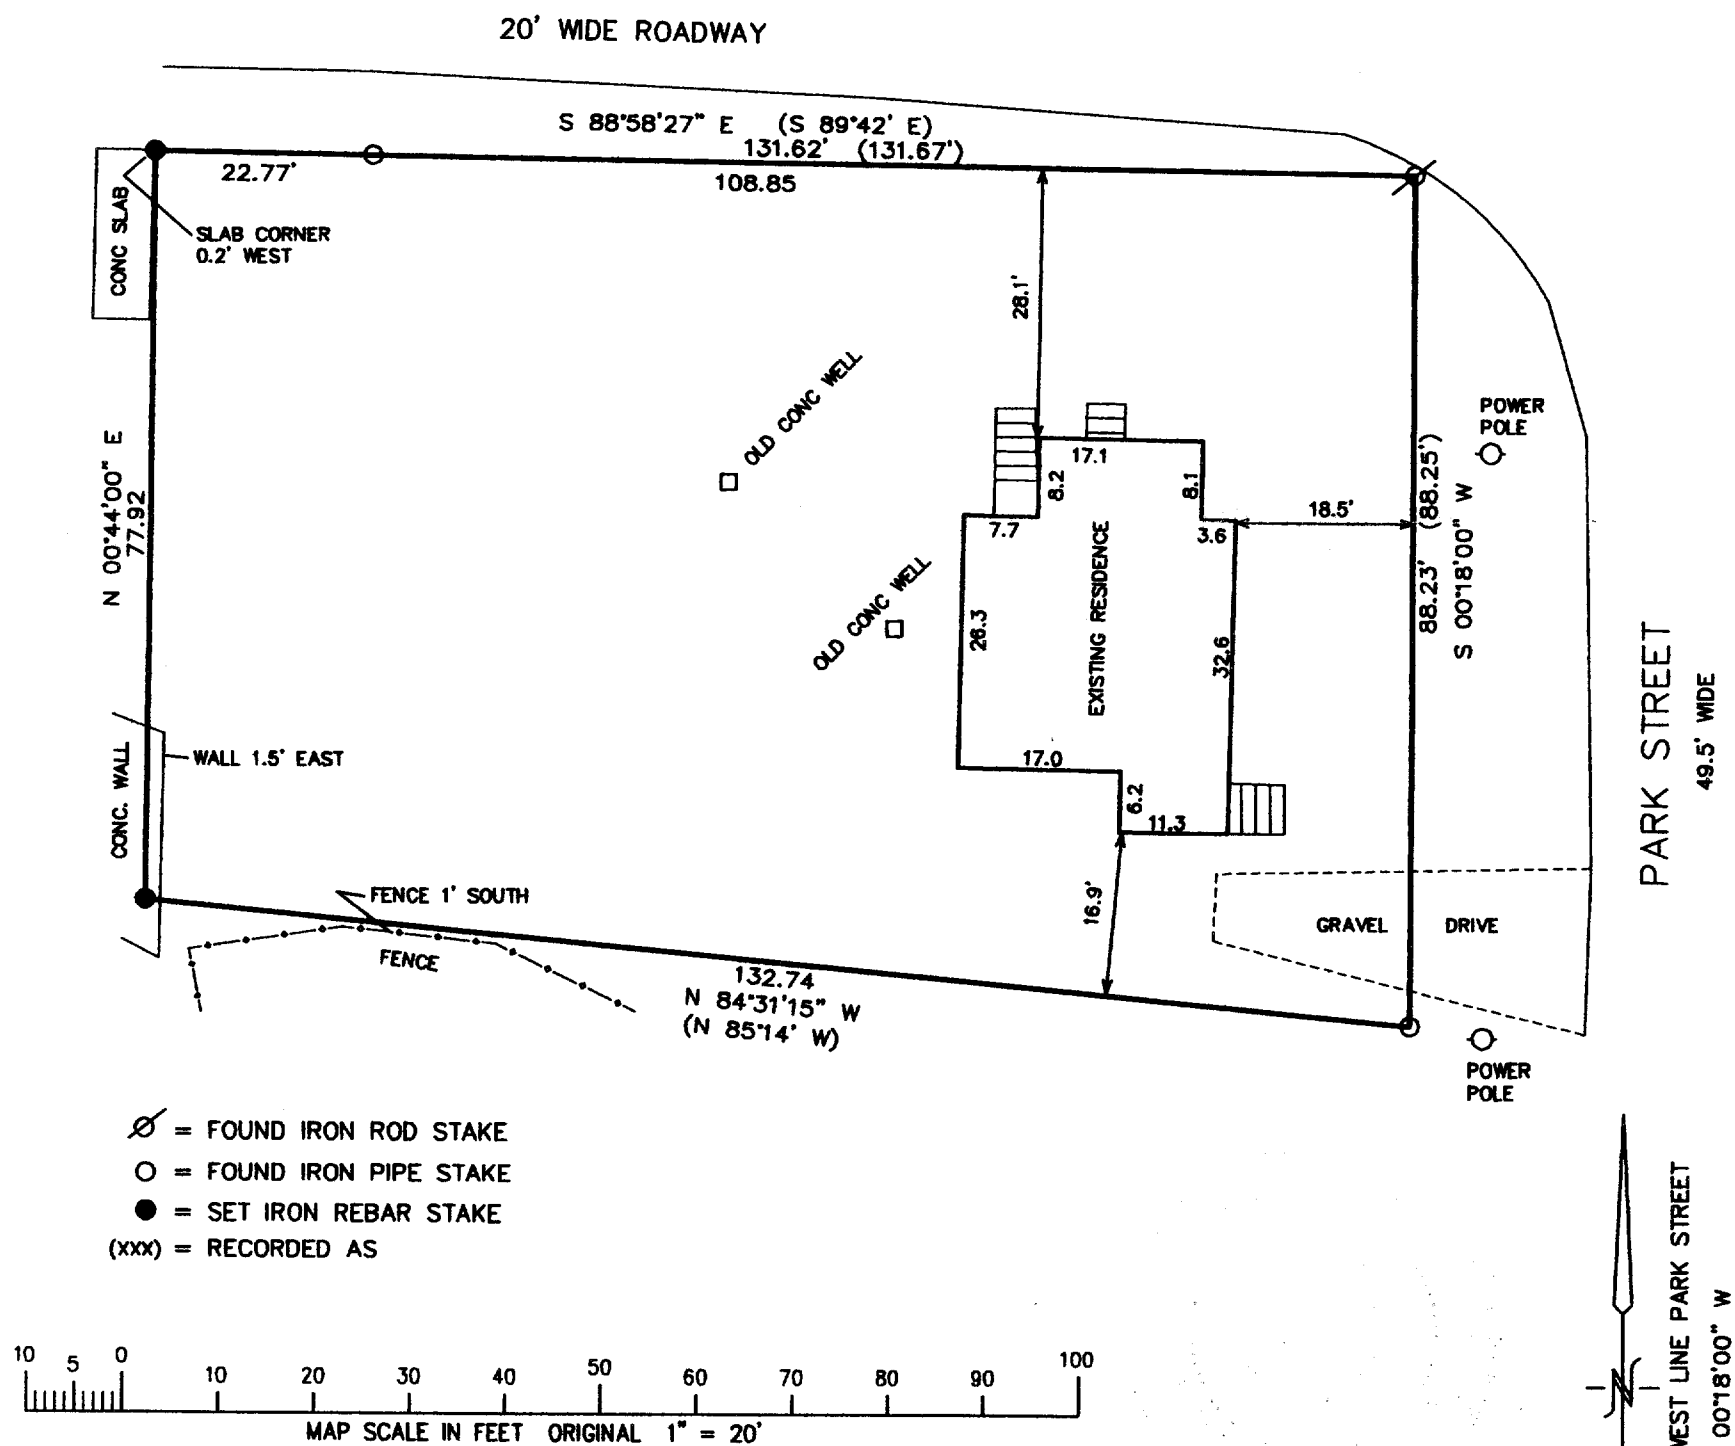 20' WIDE ROADWAY
S 88°58'27" E (S 89°42' E)
131.62' (131.67')
22.77'
108.85
CONC SLAB
SLAB CORNER
0.2' WEST
28.1'
OLD CONC WELL
POWER
POLE
N 00°44'00" E
77.92
17.1
8.2
8.1
7.7
3.6
18.5'
88.23' (88.25')
S 00°18'00" W
OLD CONC WELL
26.3
EXISTING RESIDENCE
32.6
PARK STREET
49.5' WIDE
CONC. WALL
WALL 1.5' EAST
17.0
6.2
11.3
16.9'
FENCE 1' SOUTH
FENCE
GRAVEL DRIVE
132.74
N 84°31'15" W
(N 85°14' W)
POWER
POLE
= FOUND IRON ROD STAKE
= FOUND IRON PIPE STAKE
= SET IRON REBAR STAKE
(XXX) = RECORDED AS
N
WEST LINE PARK STREET
00°18'00" W
10 5 0 10 20 30 40 50 60 70 80 90 100
MAP SCALE IN FEET ORIGINAL 1" = 20'